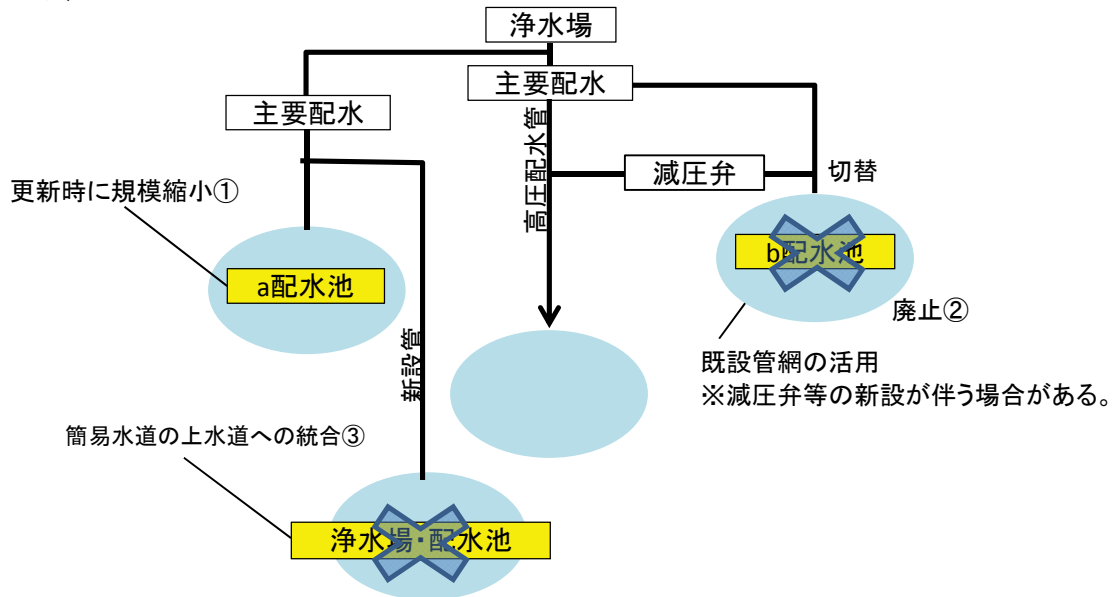 浄水場
主要配水
主要配水
高圧配水管
減圧弁
切替
更新時に規模縮小①
a配水池
b配水池
廃止②
新設管
既設管網の活用
※減圧弁等の新設が伴う場合がある。
簡易水道の上水道への統合③
浄水場・配水池